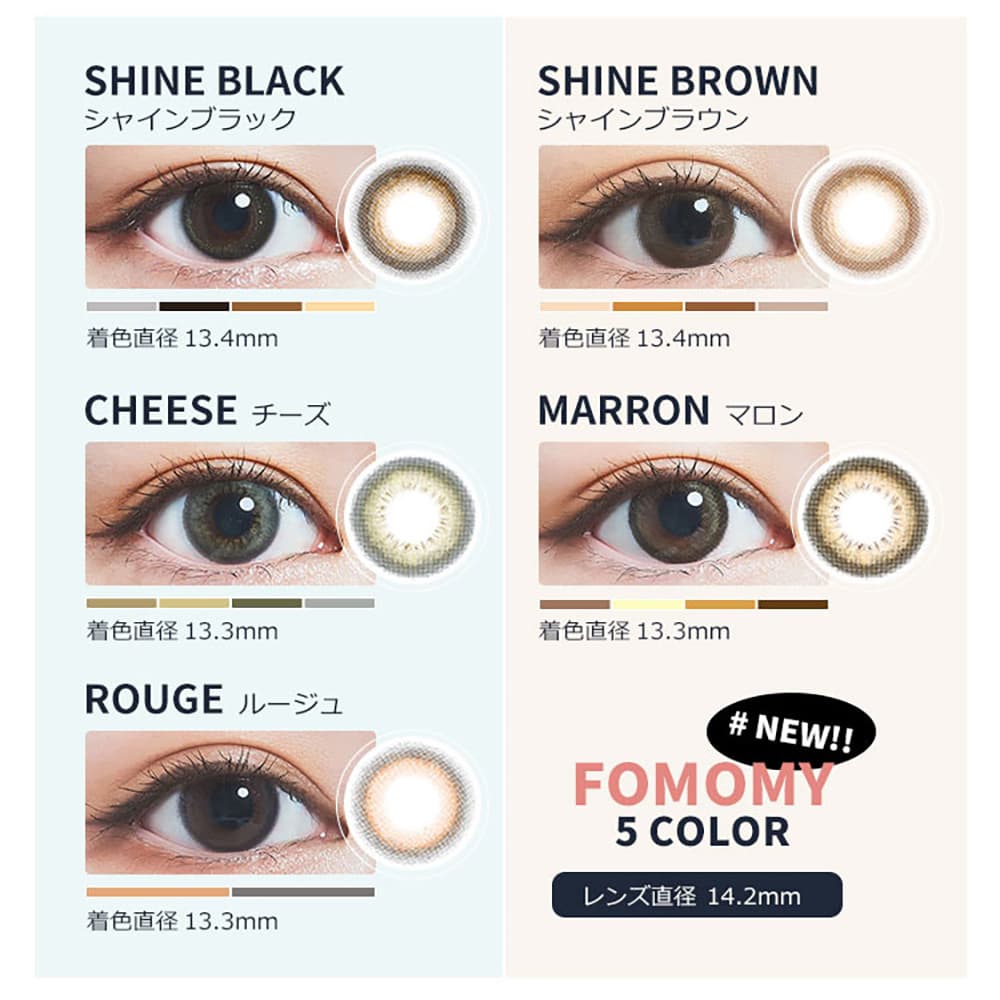 SHINE BLACK
シャインブラック
着色直径 13.4mm
SHINE BROWN
シャインブラウン
着色直径 13.4mm
CHEESE チーズ
着色直径 13.3mm
MARRON マロン
着色直径 13.3mm
ROUGE ルージュ
着色直径 13.3mm
# NEW!!
FOMOMY
5 COLOR
レンズ直径 14.2mm